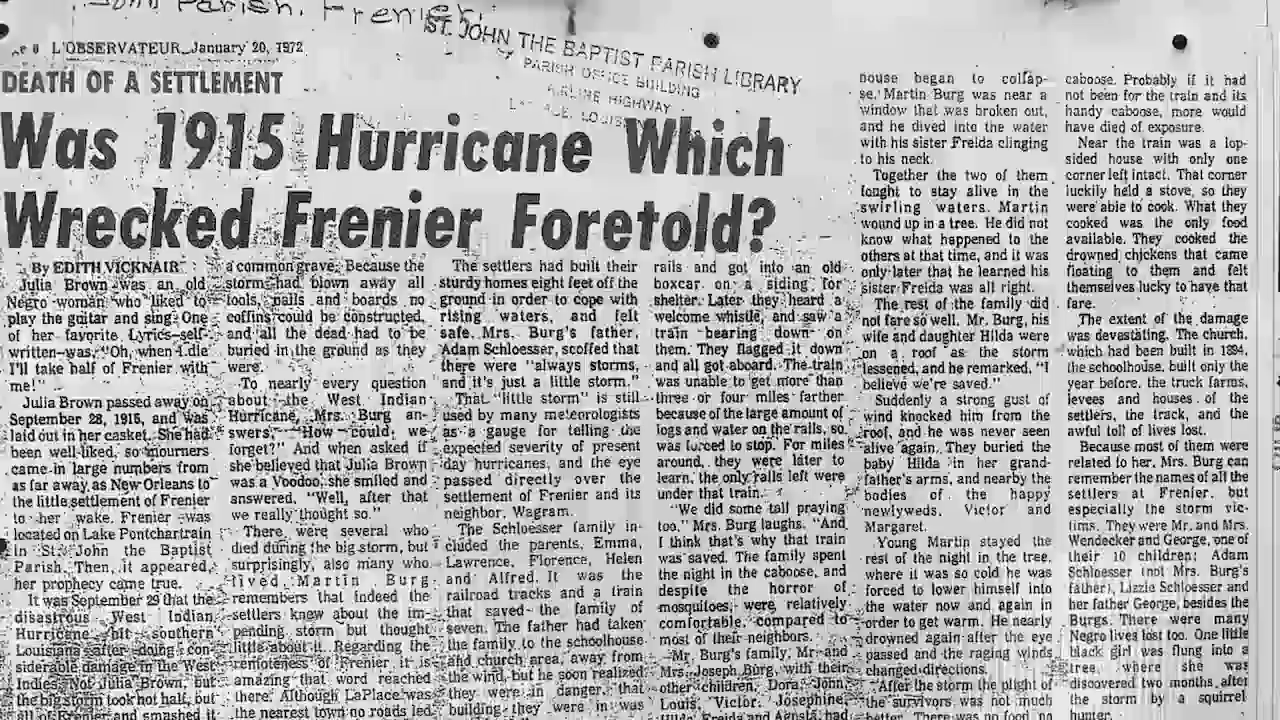 John Parish. Frenier.
ST. JOHN THE BAPTIST PARISH LIBRARY
PARISH OFFICE BUILDING
AIRLINE HIGHWAY
L'OBSERVATEUR January 20, 1972
DEATH OF A SETTLEMENT
Was 1915 Hurricane Which
Wrecked Frenier Foretold?
By EDITH VICKNAIR
Julia Brown was an old
Negro woman who liked to
play the guitar and sing. One
of her favorite Lyrics—self-
written—was, "Oh, when I die
I'll take half of Frenier with
me!"
Julia Brown passed away on
September 28, 1915, and was
laid out in her casket. She had
been well-liked, so mourners
came in large numbers from
as far away as New Orleans to
the little settlement of Frenier
to her wake. Frenier was
located on Lake Pontchartrain
in St. John the Baptist
Parish. Then, it appeared,
her prophecy came true.
It was September 29 that the
disastrous West Indian
Hurricane hit southern
Louisiana after doing con-
siderable damage in the West
Indies. Not Julia Brown, but
the big storm took not half, but
all of Frenier and smashed it
a common grave. Because the
storm had blown away all
tools, pails and boards no
coffins could be constructed,
and all the dead had to be
buried in the ground as they
were.
To nearly every question
about the West Indian
Hurricane, Mrs. Burg an-
swers, "How could we
forget?" And when asked if
she believed that Julia Brown
was a Voodoo, she smiled and
answered, "Well, after that
we really thought so."
There were several who
died during the big storm, but
surprisingly, also many who
lived. Martin Burg
remembers that indeed the
settlers knew about the im-
pending storm but thought
little about it. Regarding the
remoteness of Frenier it is
amazing that word reached
there. Although LaPlace was
the nearest town no roads led
The settlers had built their
sturdy homes eight feet off the
ground in order to cope with
rising waters, and felt
safe. Mrs. Burg's father,
Adam Schloesser, scoffed that
there were "always storms,
and it's just a little storm."
That "little storm" is still
used by many meteorologists
as a gauge for telling the
expected severity of present
day hurricanes, and the eye
passed directly over the
settlement of Frenier and its
neighbor, Wagram.
The Schloesser family in-
cluded the parents, Emma,
Lawrence, Florence, Helen
and Alfred. It was the
railroad tracks and a train
that saved the family of
seven. The father had taken
the family to the schoolhouse
and church area, away from
the wind, but he soon realized
they were in danger, that
building they were in was
rails and got into an old
boxcar on a siding for
shelter. Later they heard a
welcome whistle, and saw a
train bearing down on
them. They flagged it down
and all got aboard. The train
was unable to get more than
three or four miles farther
because of the large amount of
logs and water on the rails, so
was forced to stop. For miles
around, they were later to
learn, the only rails left were
under that train.
"We did some tall praying
too," Mrs. Burg laughs. "And
I think that's why that train
was saved. The family spent
the night in the caboose, and
despite the horror of
mosquitoes, were relatively
comfortable, compared to
most of their neighbors.
Mr. Burg's family, Mr. and
Mrs. Joseph Burg, with their
other children, Dora, John,
Louis, Victor, Josephine,
Hilda, Freida and Agnets, had
house began to collap-
se. Martin Burg was near a
window that was broken out,
and he dived into the water
with his sister Freida clinging
to his neck.
Together the two of them
fought to stay alive in the
swirling waters. Martin
wound up in a tree. He did not
know what happened to the
others at that time, and it was
only later that he learned his
sister Freida was all right.
The rest of the family did
not fare so well. Mr. Burg, his
wife and daughter Hilda were
on a roof as the storm
lessened, and he remarked, "I
believe we're saved."
Suddenly a strong gust of
wind knocked him from the
roof, and he was never seen
alive again. They buried the
baby Hilda in her grand-
father's arms, and nearby the
bodies of the happy
newlyweds, Victor and
Margaret.
Young Martin stayed the
rest of the night in the tree,
where it was so cold he was
forced to lower himself into
the water now and again in
order to get warm. He nearly
drowned again after the eye
passed and the raging winds
changed directions.
After the storm the plight of
the survivors was not much
better. There was no food, no
caboose. Probably if it had
not been for the train and its
handy caboose, more would
have died of exposure.
Near the train was a lop-
sided house with only one
corner left intact. That corner
luckily held a stove, so they
were able to cook. What they
cooked was the only food
available. They cooked the
drowned chickens that came
floating to them and felt
themselves lucky to have that
fare.
The extent of the damage
was devastating. The church,
which had been built in 1894,
the schoolhouse, built only the
year before, the truck farms,
levees and houses of the
settlers, the track, and the
awful toll of lives lost.
Because most of them were
related to her, Mrs. Burg can
remember the names of all the
settlers at Frenier, but
especially the storm vic-
tims. They were Mr. and Mrs.
Wendecker and George, one of
their 10 children; Adam
Schloesser (not Mrs. Burg's
father), Lizzie Schloesser and
her father George, besides the
Burgs. There were many
Negro lives lost too. One little
black girl was flung into a
tree where she was
discovered two months after
the storm by a squirrel
hunter.